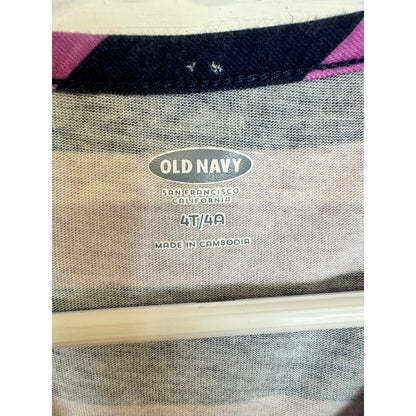 OLD NAVY
SAN FRANCISCO
CALIFORNIA
4T/4A
MADE IN CAMBODIA